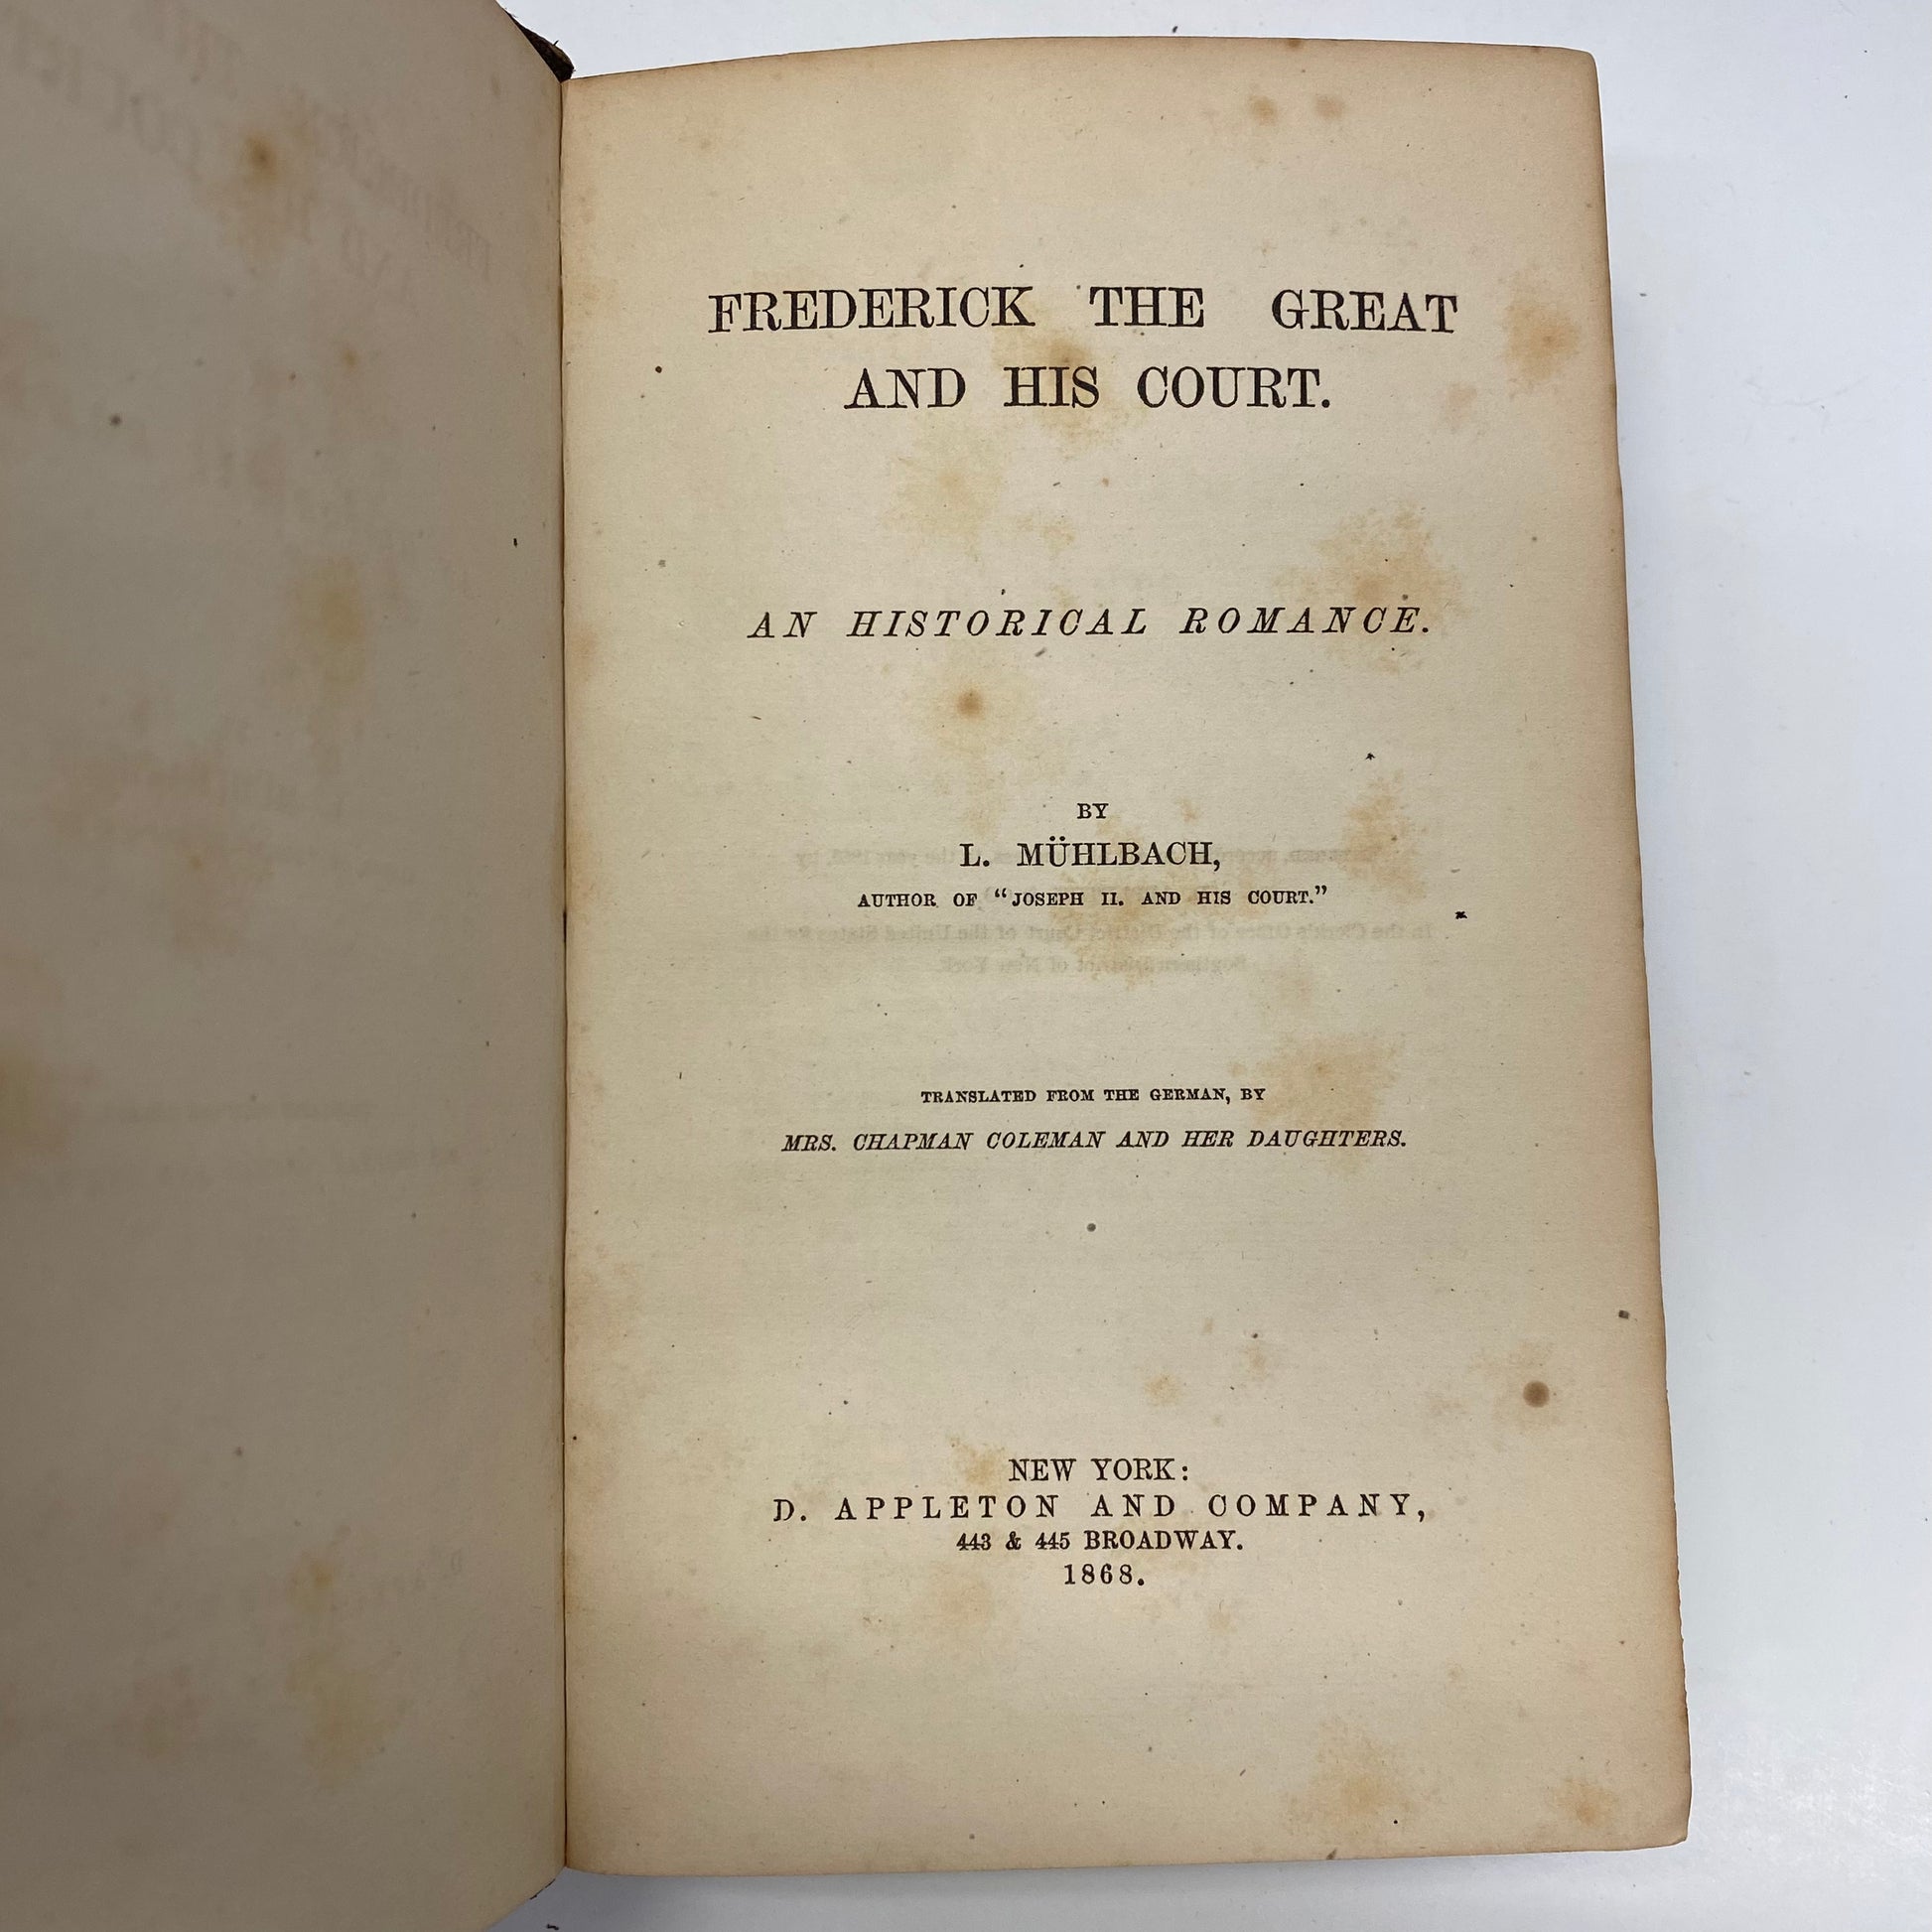 FREDERICK THE GREAT
AND HIS COURT.
AN HISTORICAL ROMANCE.
BY
L. MÜHLBACH,
AUTHOR OF “JOSEPH II. AND HIS COURT.”
TRANSLATED FROM THE GERMAN, BY
MRS. CHAPMAN COLEMAN AND HER DAUGHTERS.
NEW YORK:
D. APPLETON AND COMPANY,
443 & 445 BROADWAY.
1868.